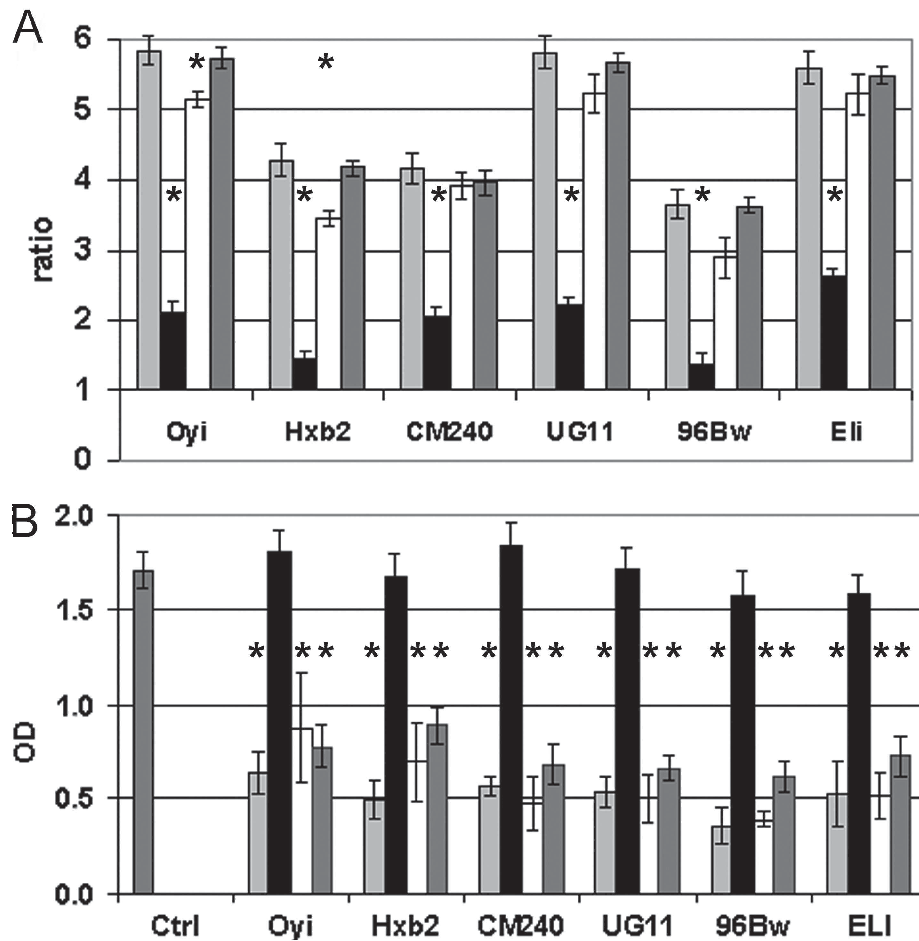 A
6
*
*
5
4
*
*
*
*
*
*
ratio
3
2
1
Oyi Hxb2 CM240 UG11 96Bw Eli
0
B
2.0
1.5
* ** * ** * ** * ** * ** * **
1.0
OD
0.5
0.0
Ctrl Oyi Hxb2 CM240 UG11 96Bw ELI